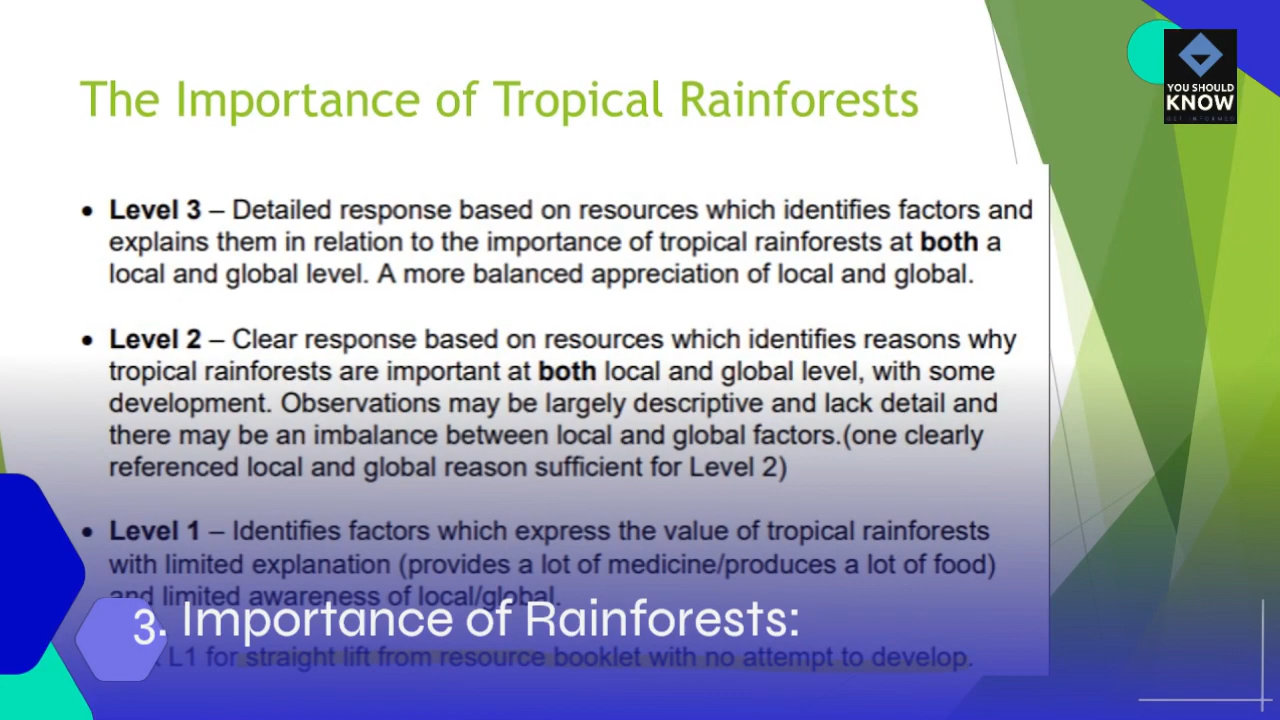 The Importance of Tropical Rainforests
YOU SHOULD
KNOW
GET INFORMED
• Level 3 – Detailed response based on resources which identifies factors and
explains them in relation to the importance of tropical rainforests at both a
local and global level. A more balanced appreciation of local and global.
• Level 2 – Clear response based on resources which identifies reasons why
tropical rainforests are important at both local and global level, with some
development. Observations may be largely descriptive and lack detail and
there may be an imbalance between local and global factors.(one clearly
referenced local and global reason sufficient for Level 2)
• Level 1 – Identifies factors which express the value of tropical rainforests
with limited explanation (provides a lot of medicine/produces a lot of food)
and limited awareness of local/global.
3. Importance of Rainforests:
L1 for straight lift from resource booklet with no attempt to develop.